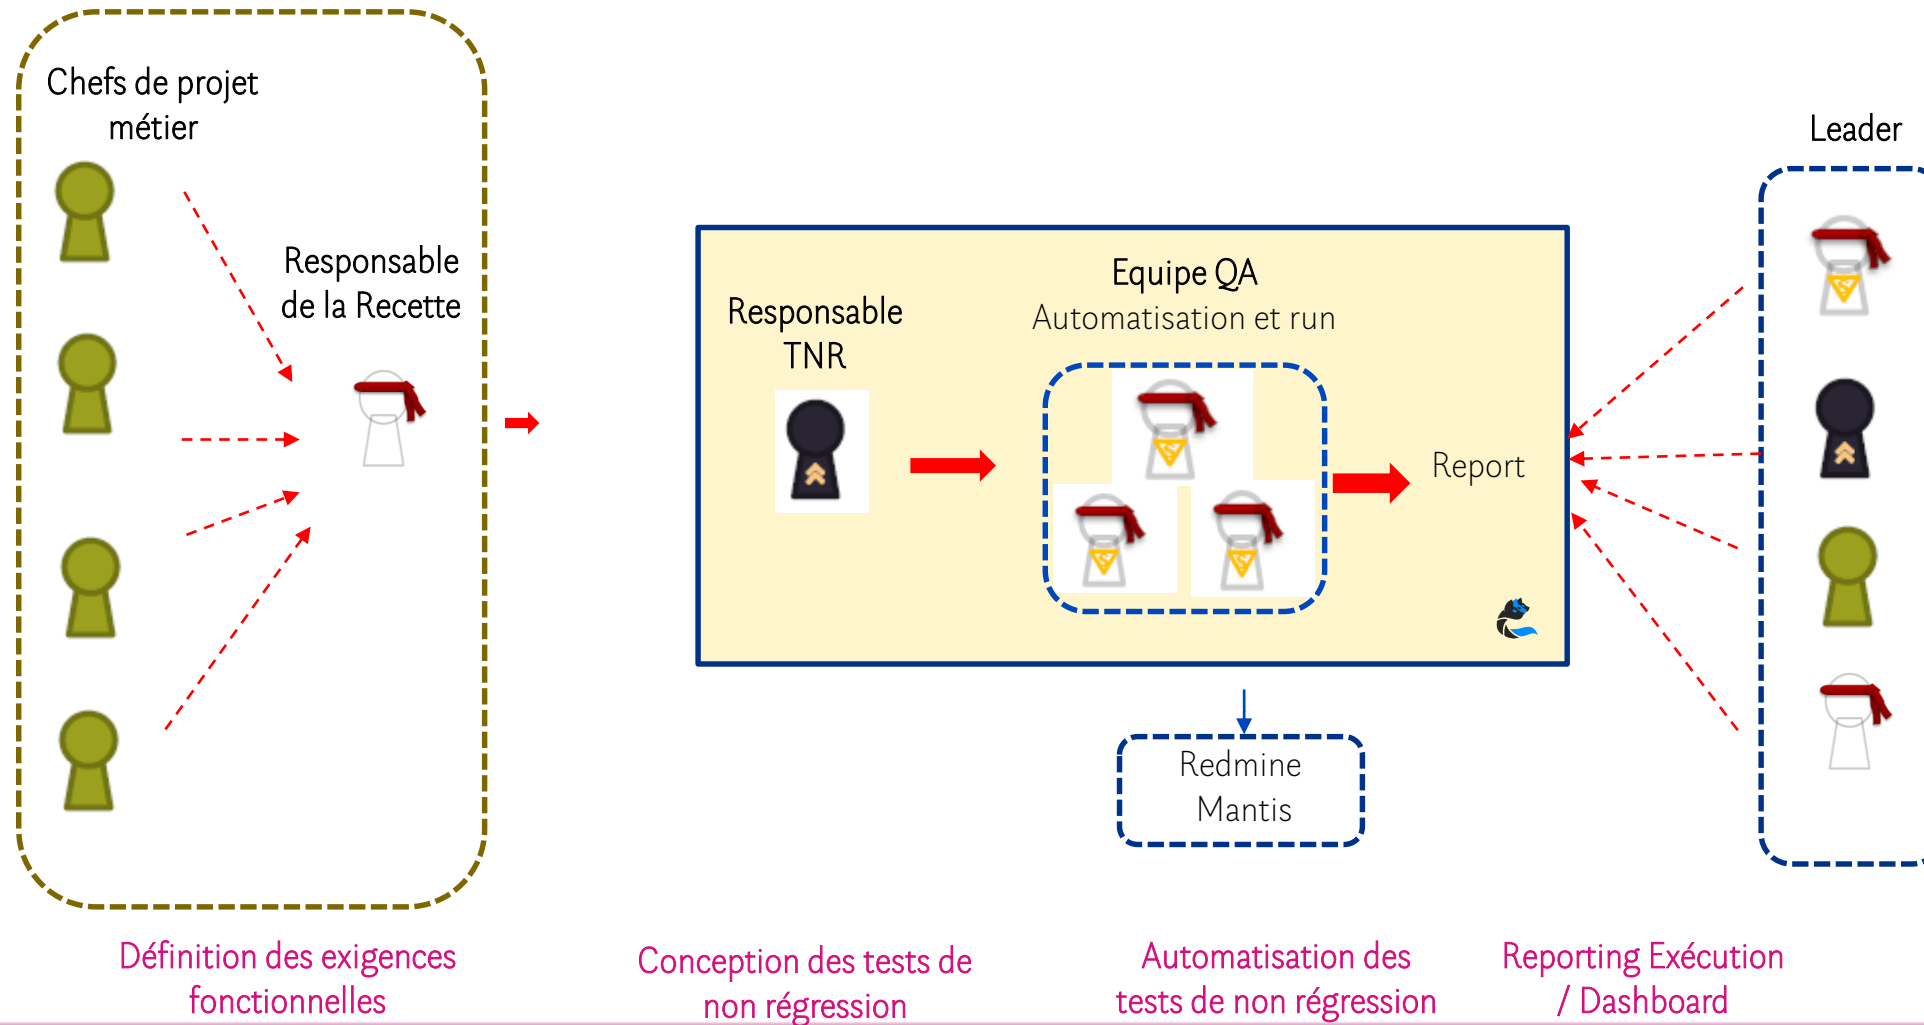 Chefs de projet
métier
Responsable
de la Recette
Responsable
TNR
Equipe QA
Automatisation et run
Report
Leader
Redmine
Mantis
Définition des exigences
fonctionnelles
Conception des tests de
non régression
Automatisation des
tests de non régression
Reporting Exécution
/ Dashboard